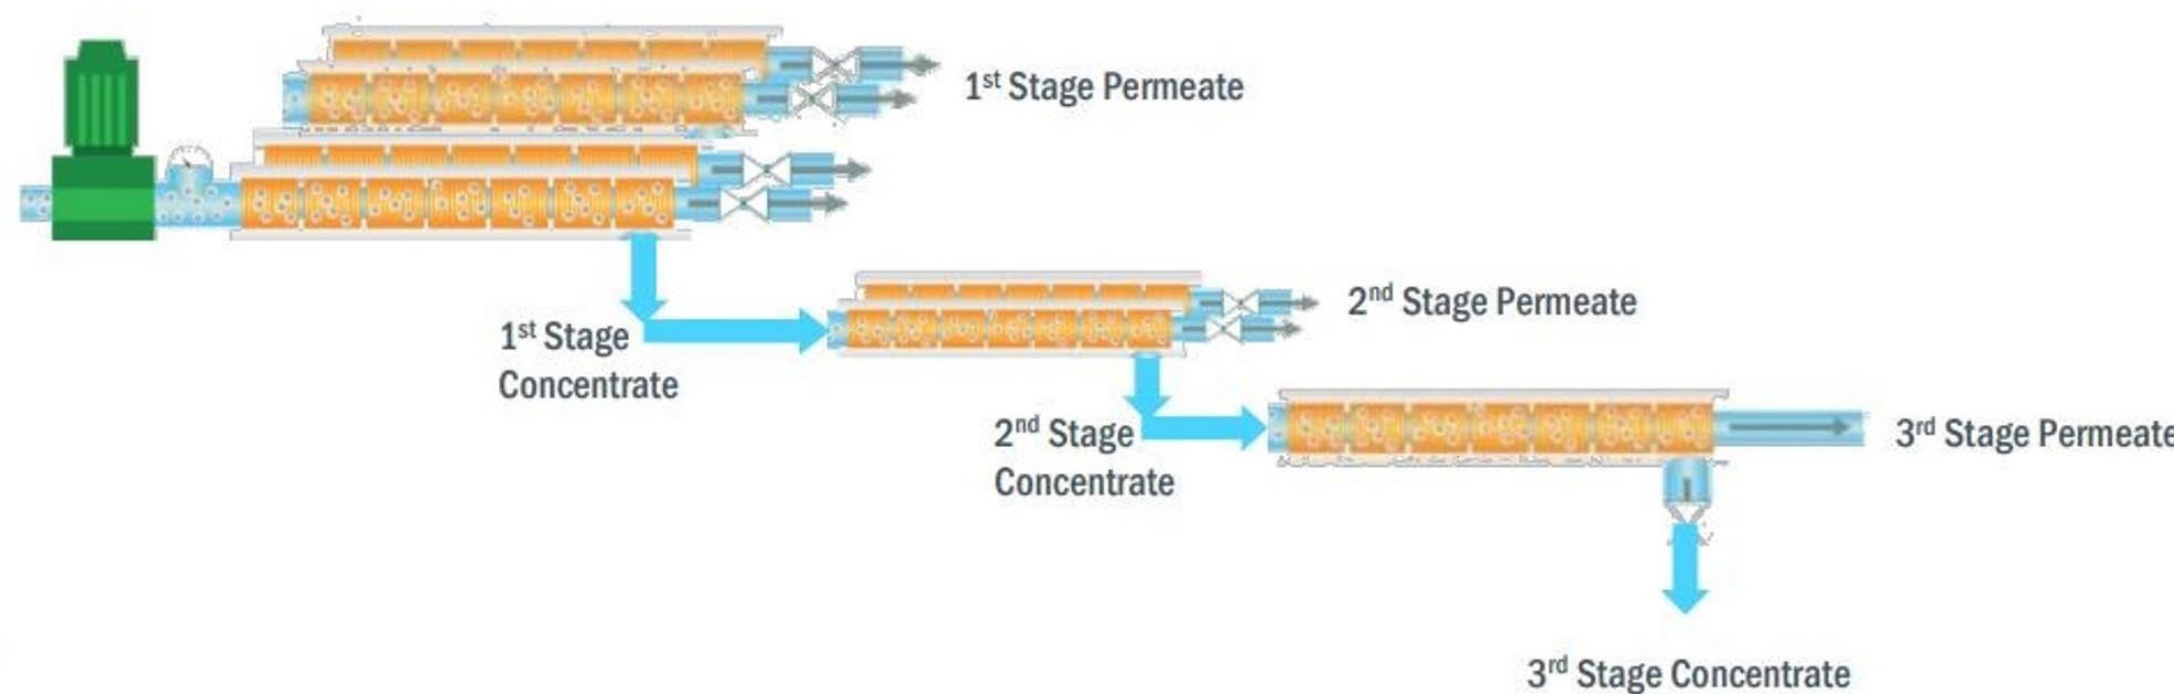 1st Stage Permeate
1st Stage
Concentrate
2nd Stage Permeate
2nd Stage
Concentrate
3rd Stage Permeate
3rd Stage Concentrate